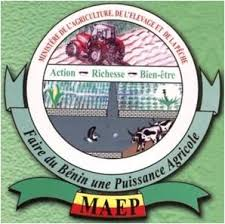 MINISTÈRE DE L'AGRICULTURE, DE L'ELEVAGE ET DE LA PÊCHE
Action - Richesse - Bien-être
Faire du Bénin une Puissance Agricole
MAEP